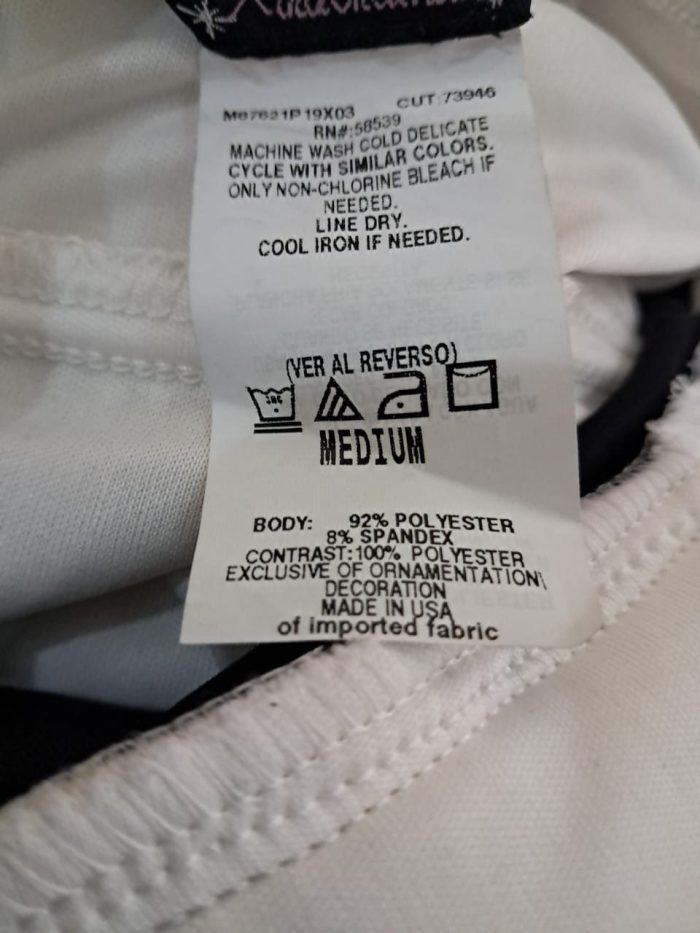 M67621P 19X03 CUT:73946
RN#:58539
MACHINE WASH COLD DELICATE
CYCLE WITH SIMILAR COLORS.
ONLY NON-CHLORINE BLEACH IF
NEEDED.
LINE DRY.
COOL IRON IF NEEDED.
(VER AL REVERSO)
MEDIUM
BODY: 92% POLYESTER
8% SPANDEX
CONTRAST:100% POLYESTER
EXCLUSIVE OF ORNAMENTATION\
DECORATION
MADE IN USA
of imported fabric